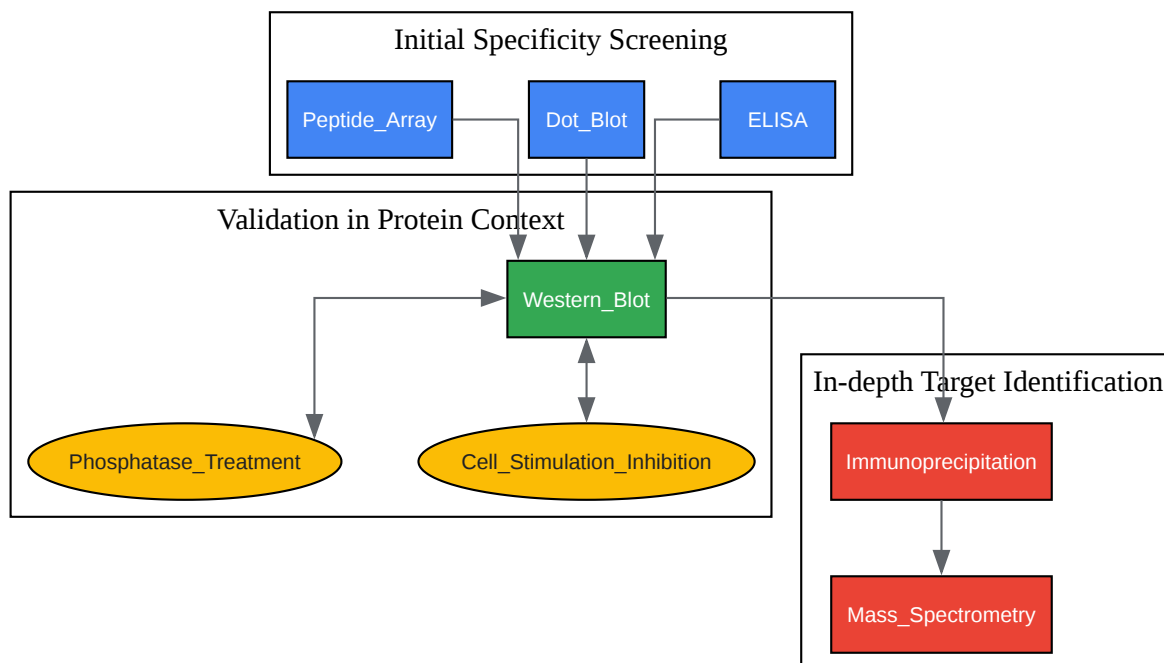 Initial Specificity Screening
Peptide_Array
Dot_Blot
ELISA
Validation in Protein Context
Western_Blot
Phosphatase_Treatment
Cell_Stimulation_Inhibition
In-depth Target Identification
Immunoprecipitation
Mass_Spectrometry